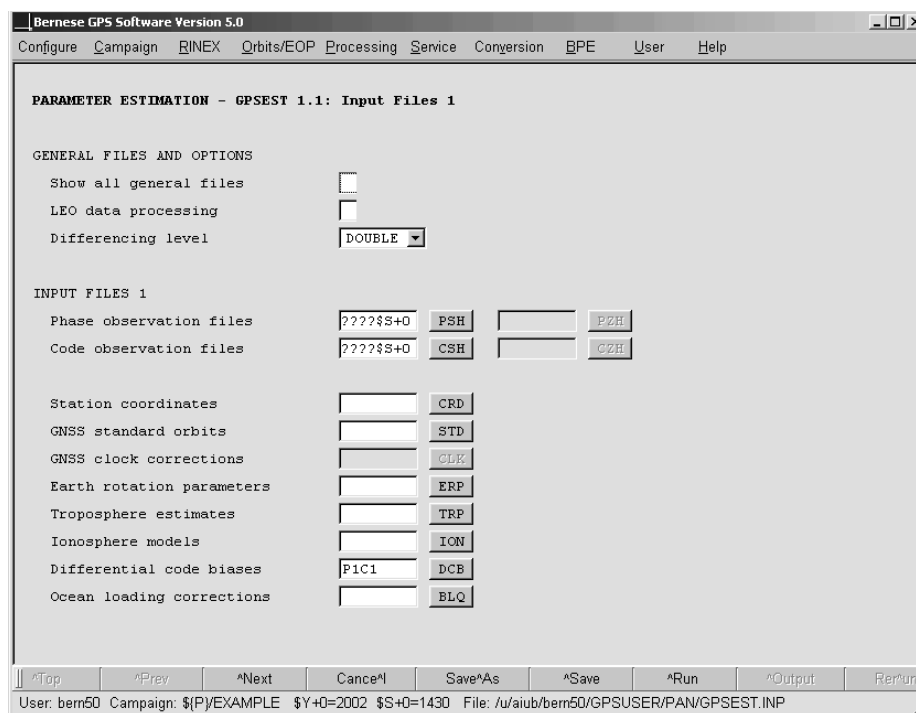 Bernese GPS Software Version 5.0
Configure Campaign RINEX Orbits/EOP Processing Service Conversion BPE User Help
PARAMETER ESTIMATION - GPSEST 1.1: Input Files 1
GENERAL FILES AND OPTIONS
Show all general files
LEO data processing
Differencing level DOUBLE
INPUT FILES 1
Phase observation files ????$S+0 PSH PZH
Code observation files ????$S+0 CSH CZH
Station coordinates CRD
GNSS standard orbits STD
GNSS clock corrections CLK
Earth rotation parameters ERP
Troposphere estimates TRP
Ionosphere models ION
Differential code biases P1C1 DCB
Ocean loading corrections BLQ
^Top ^Prev ^Next Cance^l Save^As ^Save ^Run ^Output Rer^un
User: bern50 Campaign: ${P}/EXAMPLE $Y+0=2002 $S+0=1430 File: /u/aiub/bern50/GPSUSER/PAN/GPSEST.INP